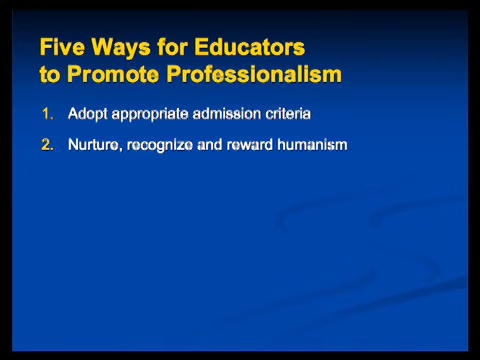 Five Ways for Educators
to Promote Professionalism
1. Adopt appropriate admission criteria
2. Nurture, recognize and reward humanism